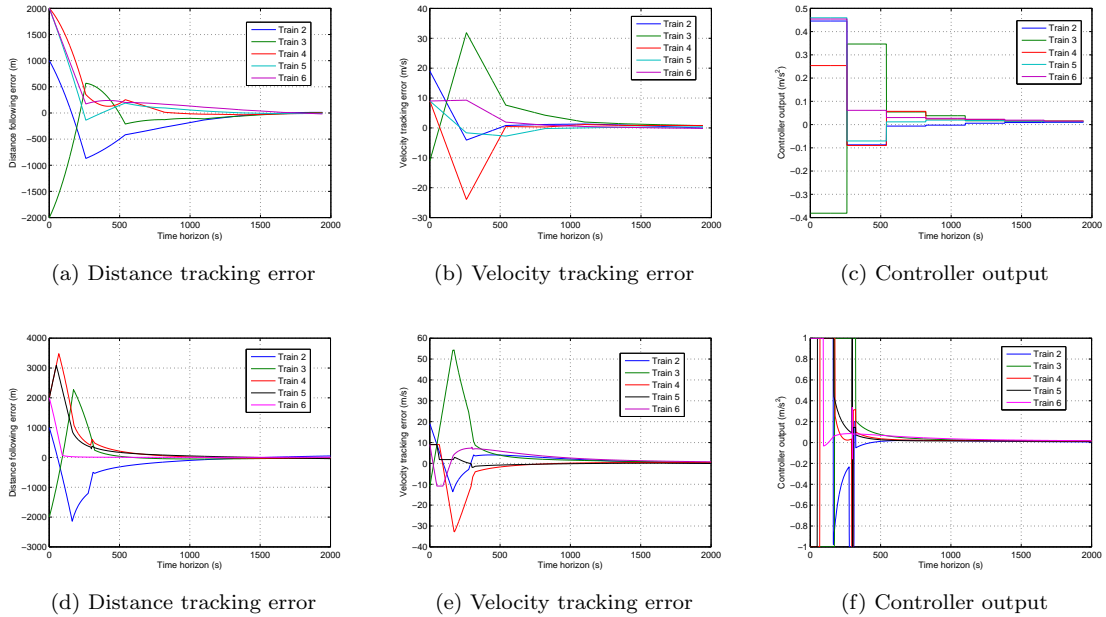 2000
1500
1000
500
0
−500
−1000
−1500
−2000
0 500 1000 1500 2000
Time horizon (s)
Distance following error (m)
Train 2
Train 3
Train 4
Train 5
Train 6
(a) Distance tracking error
40
30
20
10
0
−10
−20
−30
0 500 1000 1500 2000
Time horizon (s)
Velocity tracking error (m/s)
Train 2
Train 3
Train 4
Train 5
Train 6
(b) Velocity tracking error
0.5
0.4
0.3
0.2
0.1
0
−0.1
−0.2
−0.3
−0.4
0 500 1000 1500 2000
Time horizon (s)
Controller output (m/s²)
Train 2
Train 3
Train 4
Train 5
Train 6
(c) Controller output
4000
3000
2000
1000
0
−1000
−2000
−3000
0 500 1000 1500 2000
Time horizon (s)
Distance following error (m)
Train 2
Train 3
Train 4
Train 5
Train 6
(d) Distance tracking error
60
50
40
30
20
10
0
−10
−20
−30
−40
0 500 1000 1500 2000
Time horizon (s)
Velocity tracking error (m/s)
Train 2
Train 3
Train 4
Train 5
Train 6
(e) Velocity tracking error
1
0.8
0.6
0.4
0.2
0
−0.2
−0.4
−0.6
−0.8
−1
0 500 1000 1500 2000
Time horizon (s)
Controller output (m/s²)
Train 2
Train 3
Train 4
Train 5
Train 6
(f) Controller output